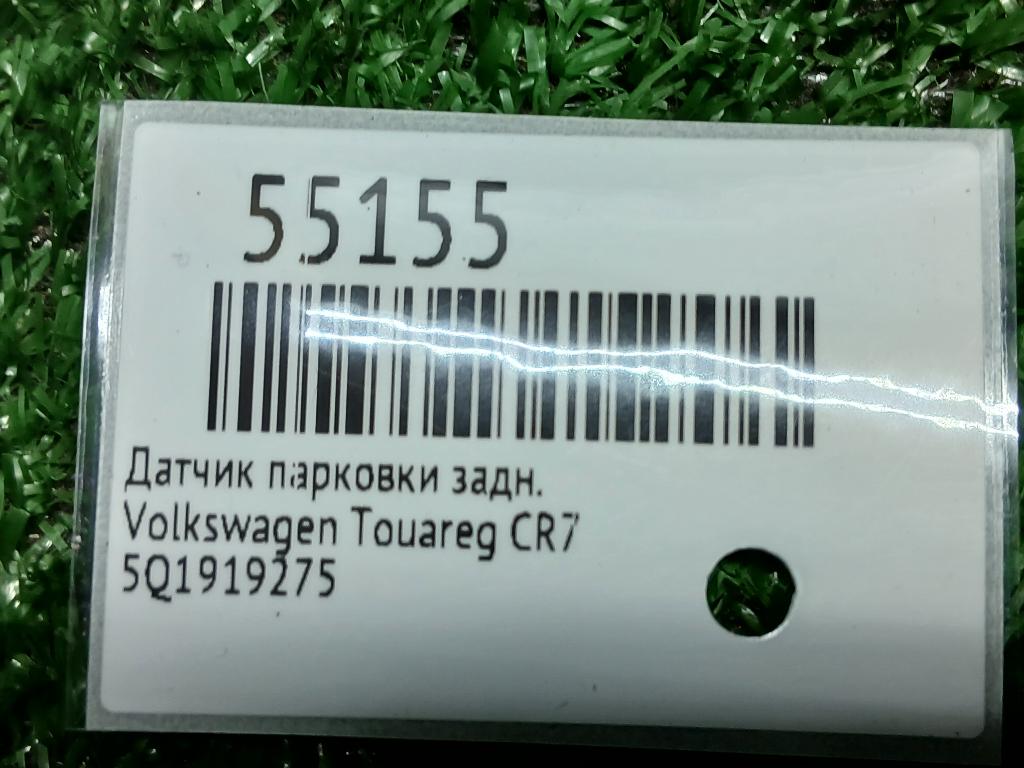 55155
Датчик парковки задн.
Volkswagen Touareg CR7
5Q1919275